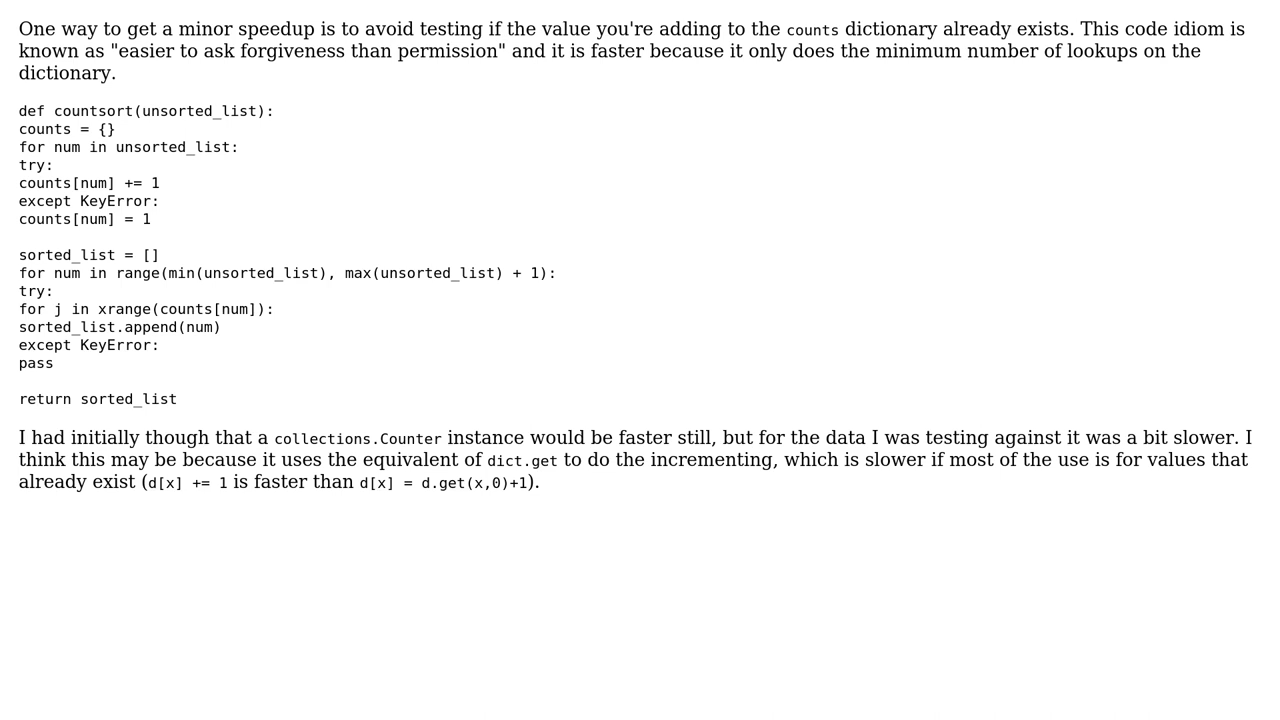 One way to get a minor speedup is to avoid testing if the value you're adding to the counts dictionary already exists. This code idiom is
known as "easier to ask forgiveness than permission" and it is faster because it only does the minimum number of lookups on the
dictionary.
def countsort(unsorted_list):
counts = {}
for num in unsorted_list:
try:
counts[num] += 1
except KeyError:
counts[num] = 1
sorted_list = []
for num in range(min(unsorted_list), max(unsorted_list) + 1):
try:
for j in xrange(counts[num]):
sorted_list.append(num)
except KeyError:
pass
return sorted_list
I had initially though that a collections.Counter instance would be faster still, but for the data I was testing against it was a bit slower. I
think this may be because it uses the equivalent of dict.get to do the incrementing, which is slower if most of the use is for values that
already exist (d[x] += 1 is faster than d[x] = d.get(x,0)+1).